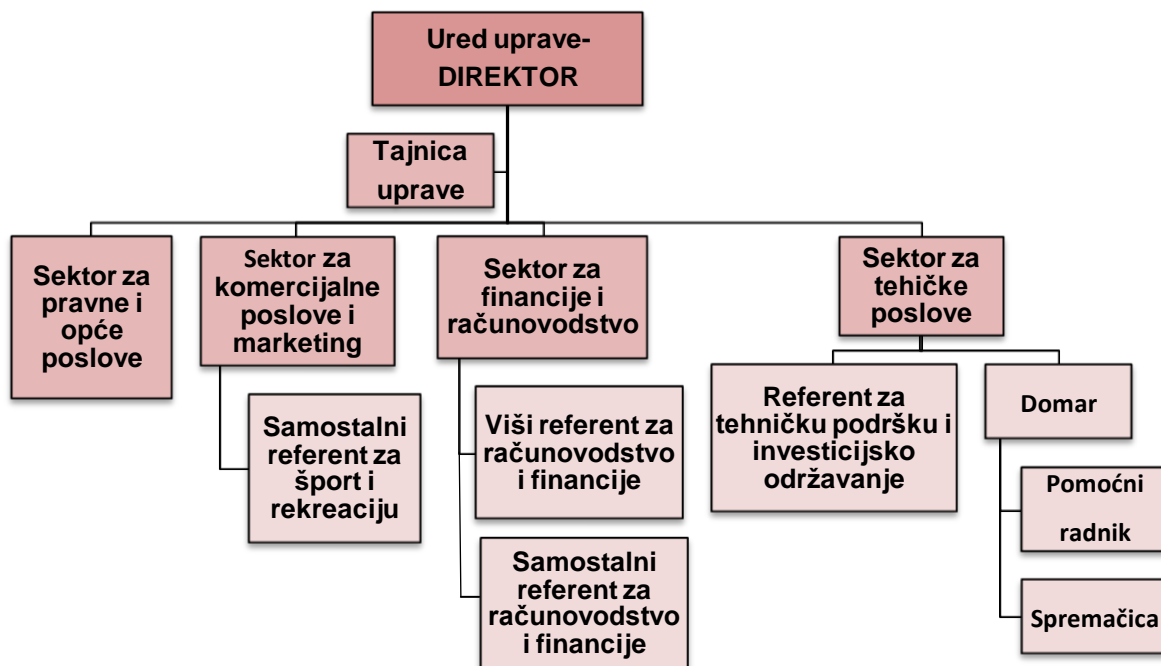 Ured uprave-
DIREKTOR
Tajnica
uprave
Sektor za
pravne i
opće
poslove
Sektor za
komercijalne
poslove i
marketing
Sektor za
financije i
računovodstvo
Sektor za
tehičke
poslove
Samostalni
referent za
šport i
rekreaciju
Viši referent za
računovodstvo
i financije
Samostalni
referent za
računovodstvo
i financije
Referent za
tehničku podršku i
investicijsko
održavanje
Domar
Pomoćni
radnik
Spremačica